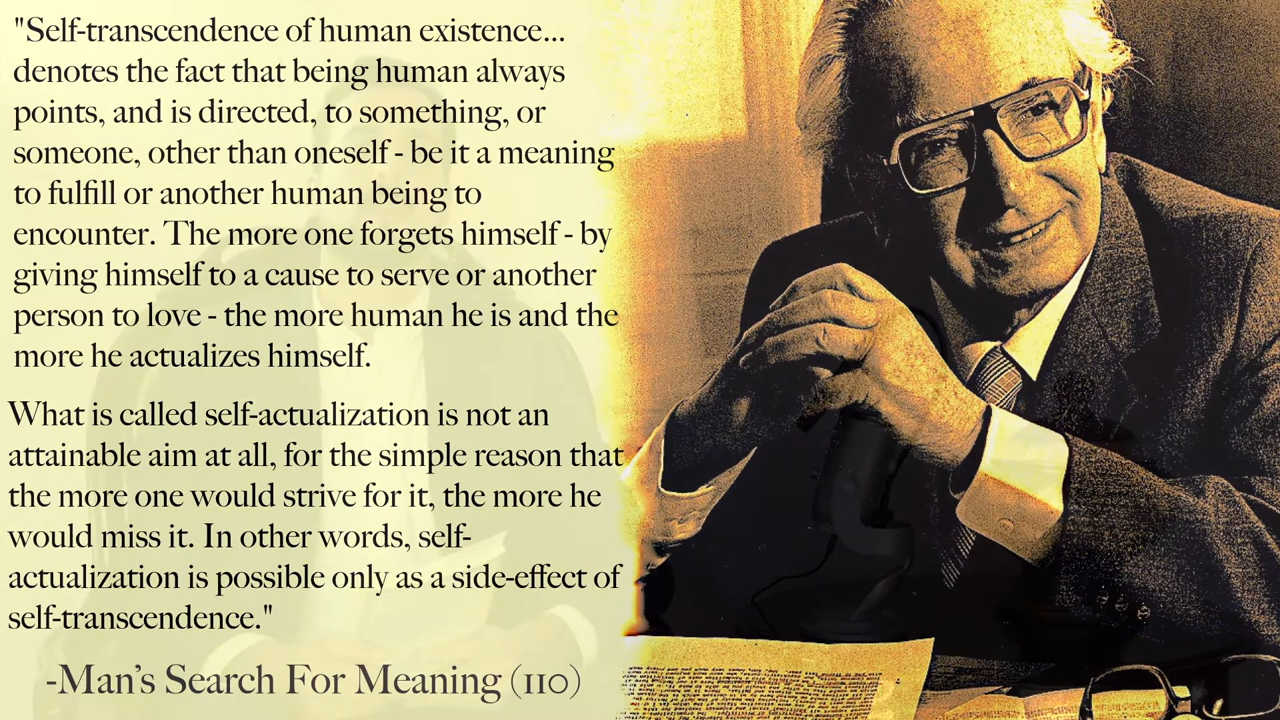 "Self-transcendence of human existence...
denotes the fact that being human always
points, and is directed, to something, or
someone, other than oneself - be it a meaning
to fulfill or another human being to
encounter. The more one forgets himself - by
giving himself to a cause to serve or another
person to love - the more human he is and the
more he actualizes himself.
What is called self-actualization is not an
attainable aim at all, for the simple reason that
the more one would strive for it, the more he
would miss it. In other words, self-
actualization is possible only as a side-effect of
self-transcendence."
-Man's Search For Meaning (110)